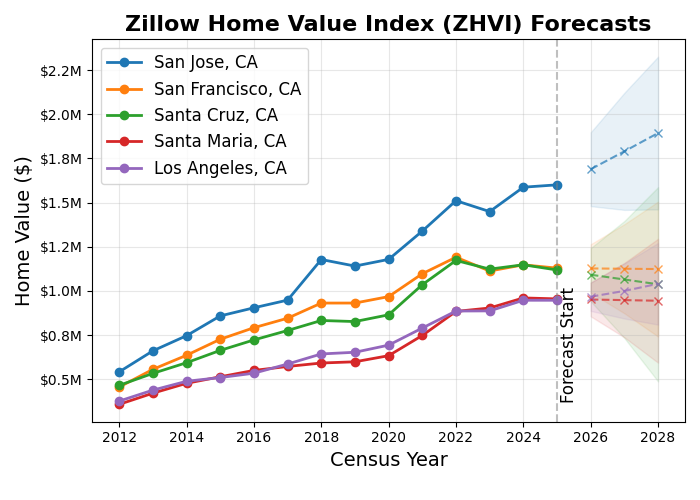 Zillow Home Value Index (ZHVI) Forecasts
San Jose, CA
San Francisco, CA
Santa Cruz, CA
Santa Maria, CA
Los Angeles, CA
$2.2M
$2.0M
$1.8M
$1.5M
$1.2M
$1.0M
$0.8M
$0.5M
Home Value ($)
Forecast Start
2012
2014
2016
2018
2020
2022
2024
2026
2028
Census Year